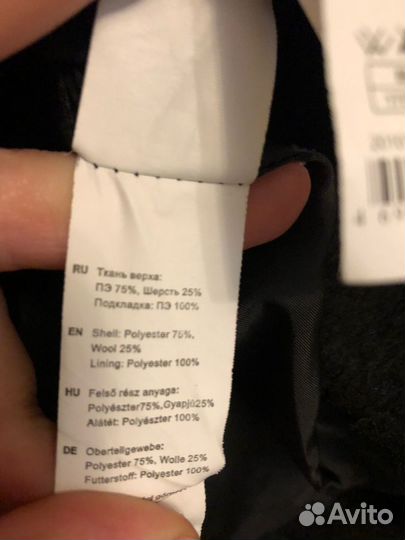 RU Ткань верха:
ПЭ 75%, Шерсть 25%
Подкладка: ПЭ 100%
EN Shell: Polyester 75%,
Wool 25%
Lining: Polyester 100%
HU Felső rész anyaga:
Polyészter75%,Gyapjú25%
Alátét: Polyészter 100%
DE Obertellgewebe:
Polyester 75%, Wolle 25%
Futterstoff: Polyester 100%
Avito